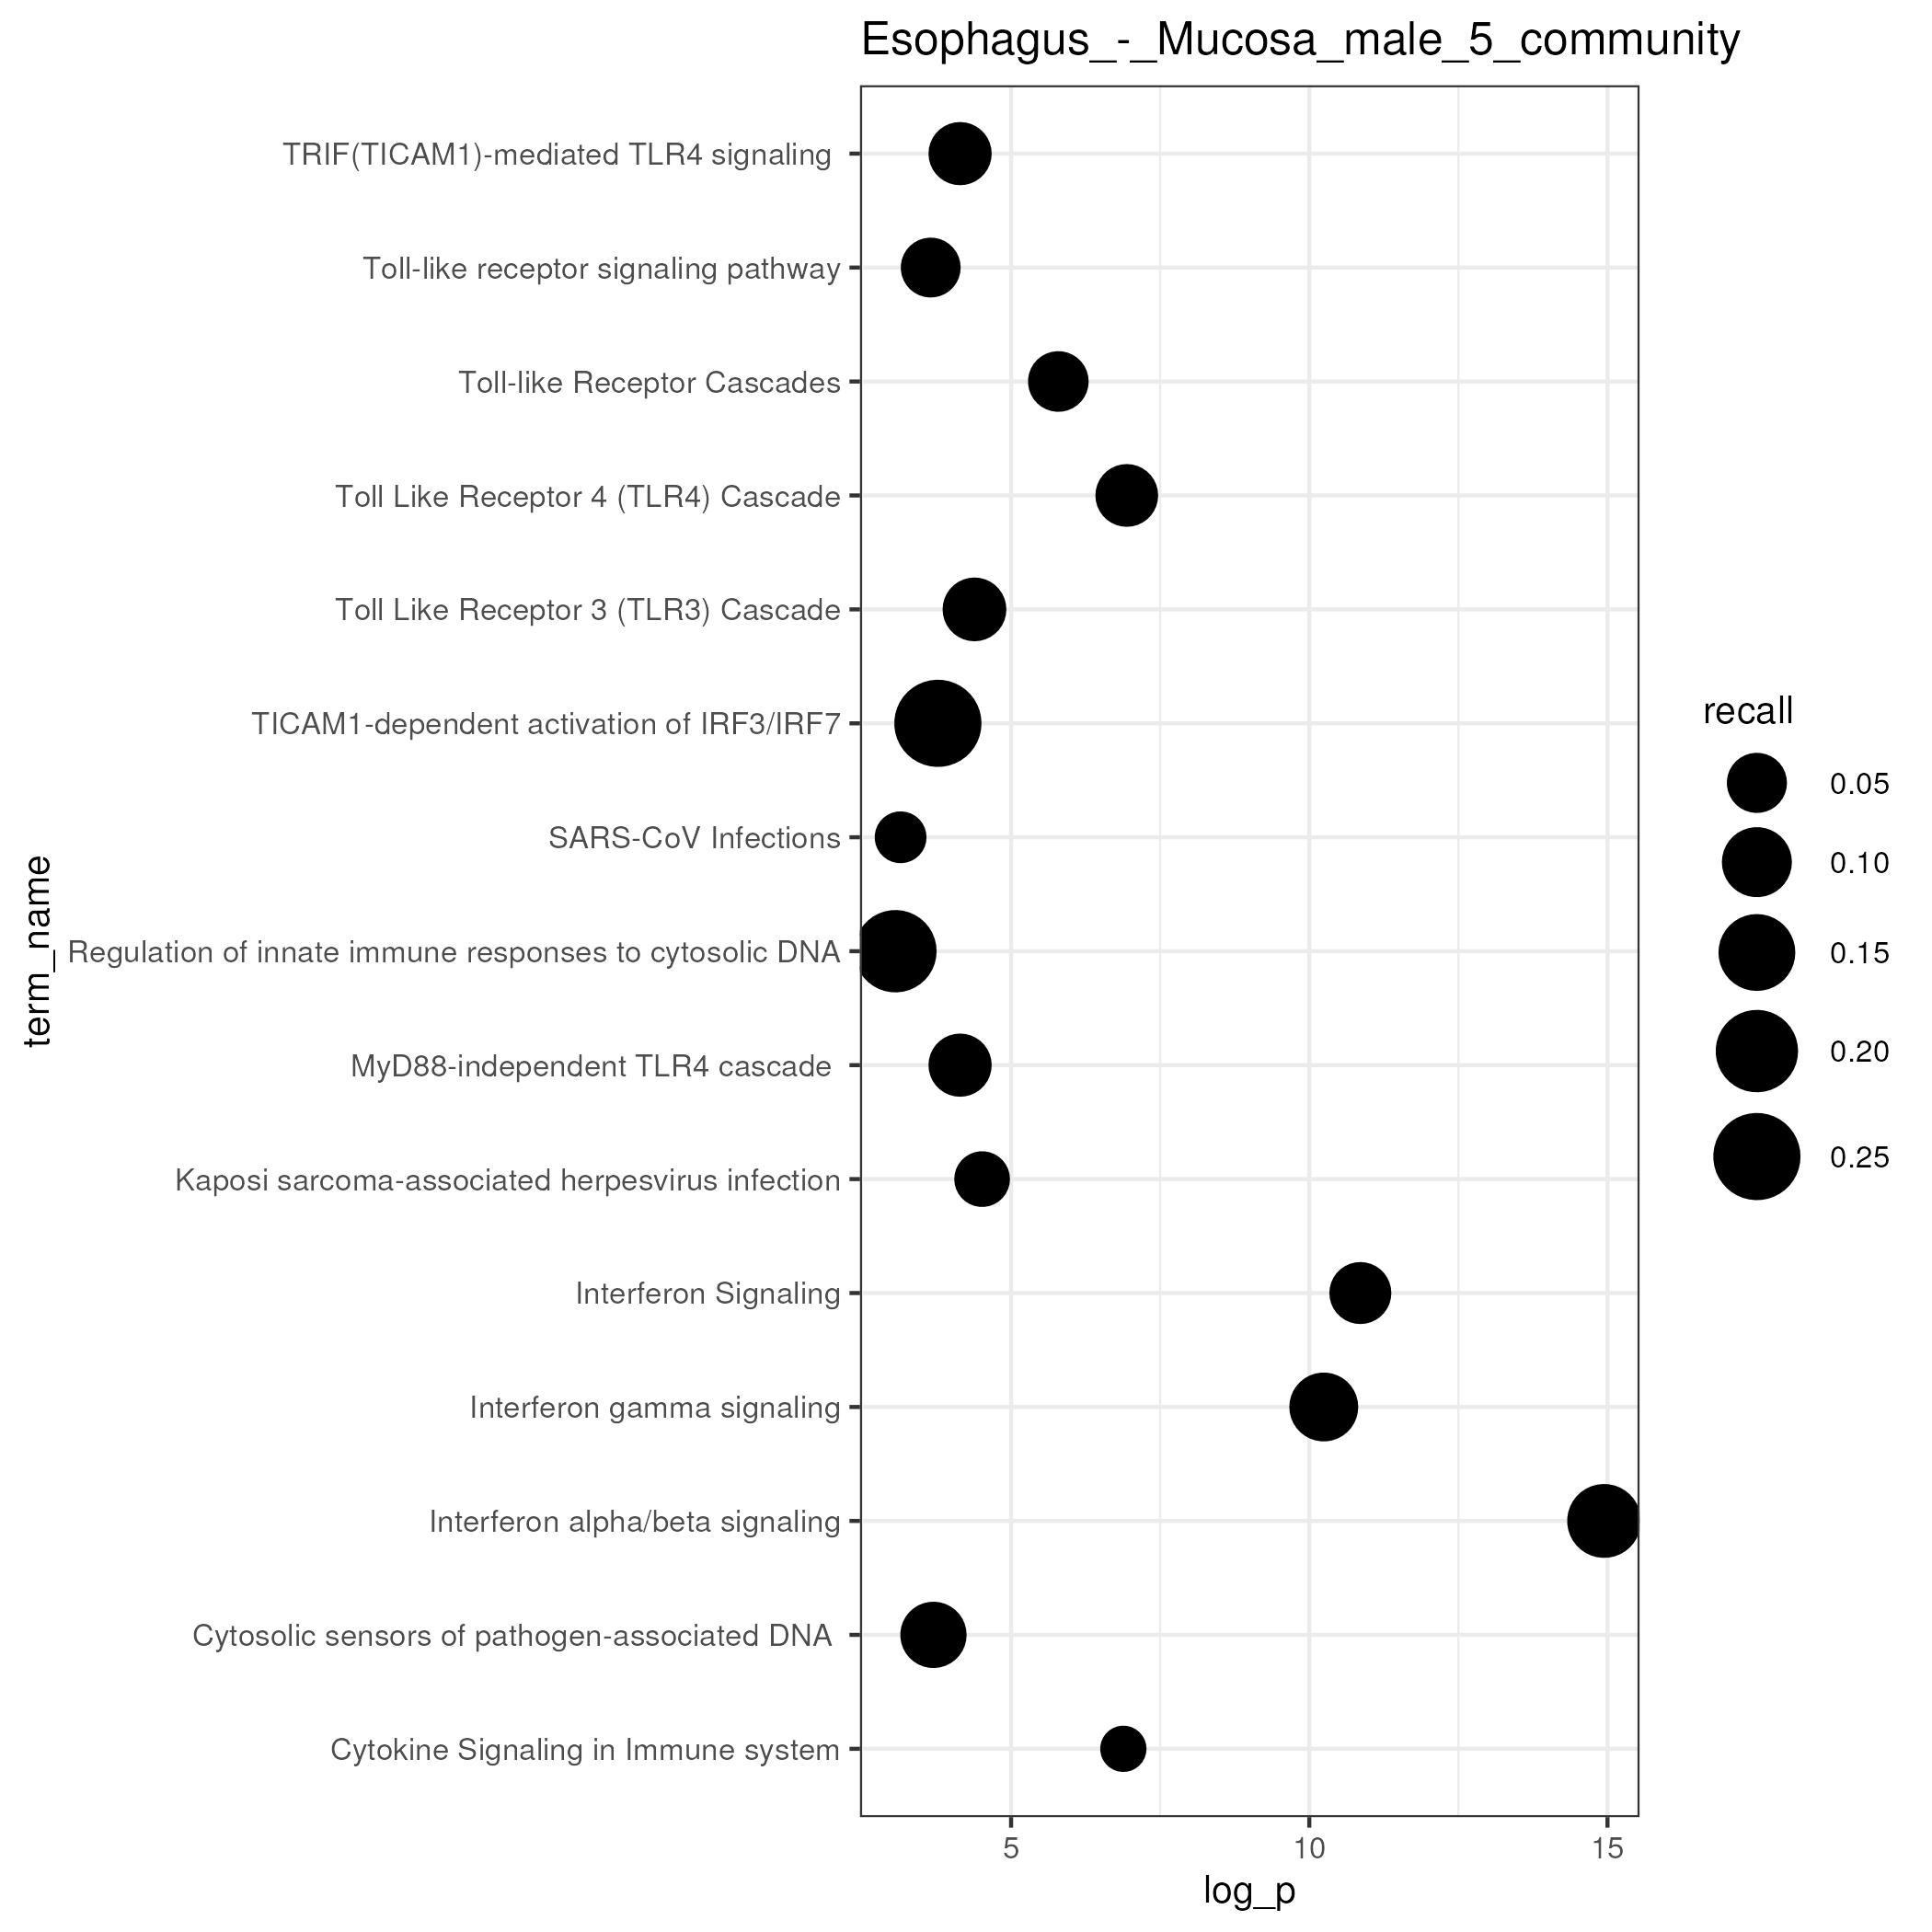 Esophagus_-_Mucosa_male_5_community
TRIF(TICAM1)-mediated TLR4 signaling
Toll-like receptor signaling pathway
Toll-like Receptor Cascades
Toll Like Receptor 4 (TLR4) Cascade
Toll Like Receptor 3 (TLR3) Cascade
TICAM1-dependent activation of IRF3/IRF7
SARS-CoV Infections
Regulation of innate immune responses to cytosolic DNA
MyD88-independent TLR4 cascade
Kaposi sarcoma-associated herpesvirus infection
Interferon Signaling
Interferon gamma signaling
Interferon alpha/beta signaling
Cytosolic sensors of pathogen-associated DNA
Cytokine Signaling in Immune system
term_name
5
10
15
log_p
recall
0.05
0.10
0.15
0.20
0.25